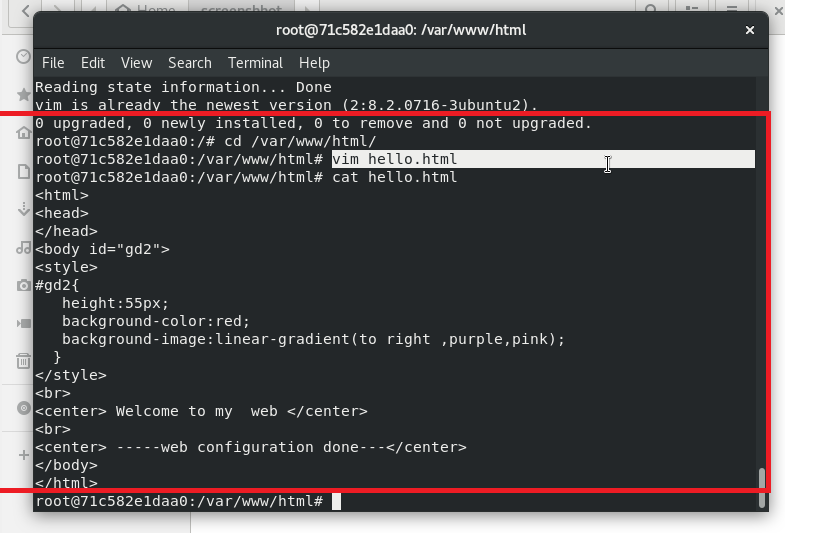 Home screenshhot
root@71c582e1daa0: /var/www/html
File Edit View Search Terminal Help
Reading state information... Done
vim is already the newest version (2:8.2.0716-3ubuntu2).
0 upgraded, 0 newly installed, 0 to remove and 0 not upgraded.
root@71c582e1daa0:/# cd /var/www/html/
root@71c582e1daa0:/var/www/html# vim hello.html
root@71c582e1daa0:/var/www/html# cat hello.html
<html>
<head>
</head>
<body id="gd2">
<style>
#gd2{
   height:55px;
   background-color:red;
   background-image:linear-gradient(to right ,purple,pink);
  }
</style>
<br>
<center> Welcome to my  web </center>
<br>
<center> -----web configuration done---</center>
</body>
</html>
root@71c582e1daa0:/var/www/html#